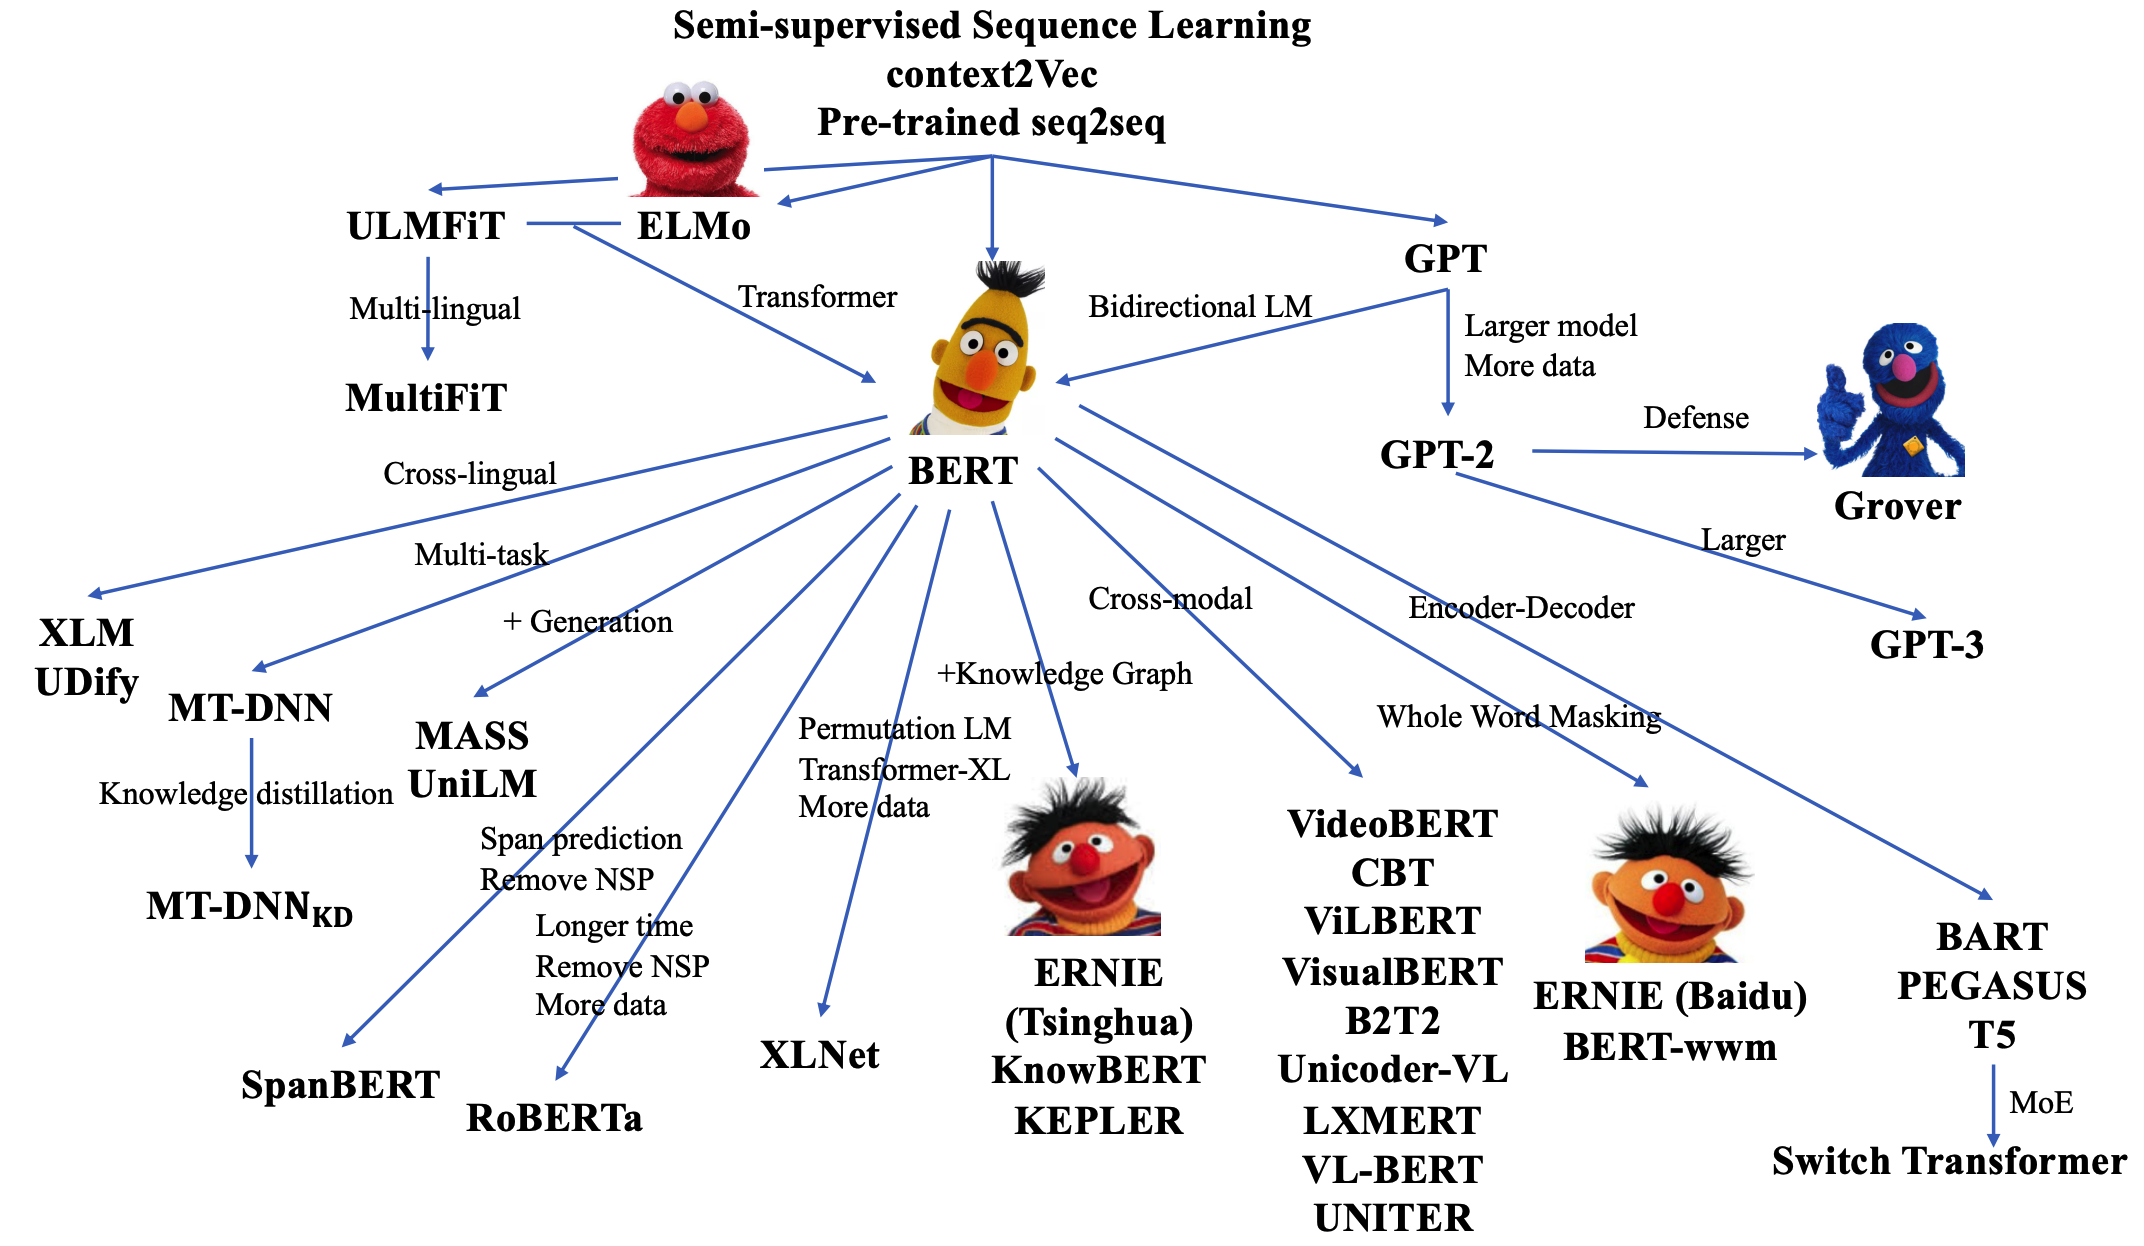 Semi-supervised Sequence Learning
context2Vec
Pre-trained seq2seq
ULMFiT
ELMo
GPT
Multi-lingual
Transformer
Bidirectional LM
Larger model
More data
MultiFiT
BERT
GPT-2
Defense
Grover
Cross-lingual
Larger
Multi-task
Cross-modal
Encoder-Decoder
+ Generation
GPT-3
XLM
UDify
+Knowledge Graph
MT-DNN
Whole Word Masking
MASS
UniLM
Permutation LM
Transformer-XL
More data
Knowledge distillation
Span prediction
Remove NSP
MT-DNN_KD
Longer time
Remove NSP
More data
SpanBERT
RoBERTa
XLNet
ERNIE
(Tsinghua)
KnowBERT
KEPLER
VideoBERT
CBT
ViLBERT
VisualBERT
B2T2
Unicoder-VL
LXMERT
VL-BERT
UNITER
ERNIE (Baidu)
BERT-wwm
BART
PEGASUS
T5
MoE
Switch Transformer